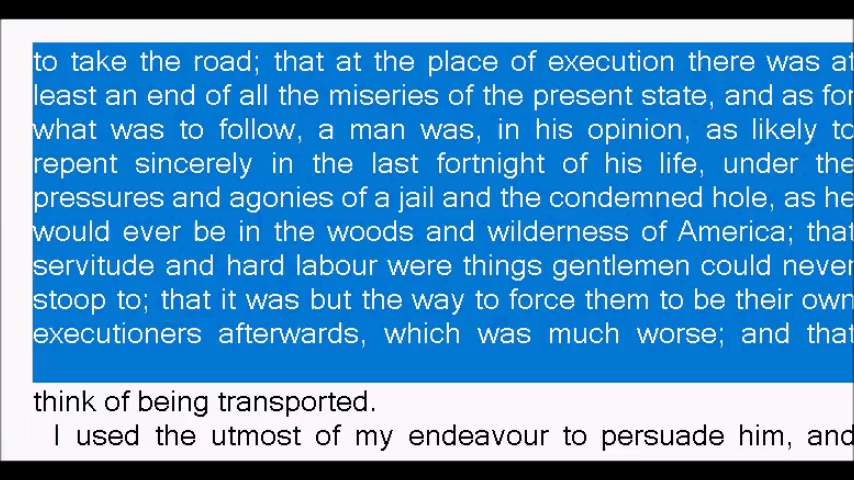 to take the road; that at the place of execution there was at
least an end of all the miseries of the present state, and as for
what was to follow, a man was, in his opinion, as likely to
repent sincerely in the last fortnight of his life, under the
pressures and agonies of a jail and the condemned hole, as he
would ever be in the woods and wilderness of America; that
servitude and hard labour were things gentlemen could never
stoop to; that it was but the way to force them to be their own
executioners afterwards, which was much worse; and that
think of being transported.
I used the utmost of my endeavour to persuade him, and